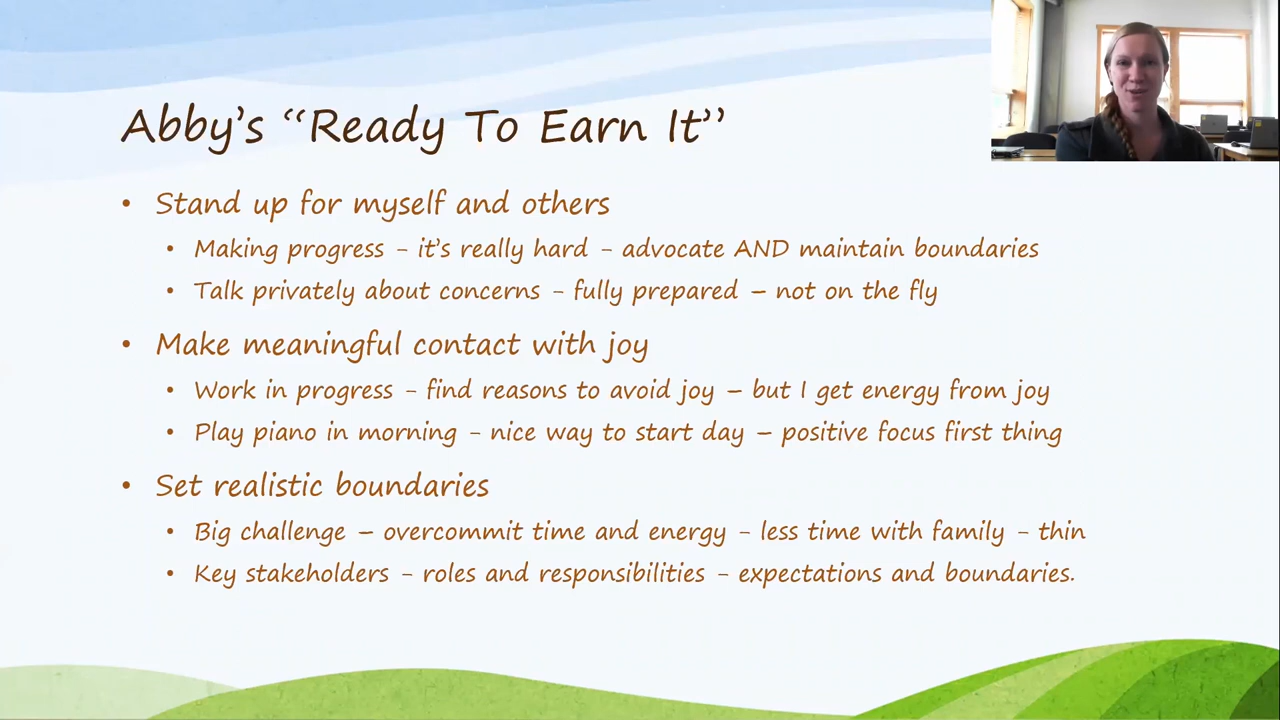 Abby's “Ready To Earn It”
• Stand up for myself and others
• Making progress - it's really hard - advocate AND maintain boundaries
• Talk privately about concerns - fully prepared – not on the fly
• Make meaningful contact with joy
• Work in progress - find reasons to avoid joy – but I get energy from joy
• Play piano in morning - nice way to start day – positive focus first thing
• Set realistic boundaries
• Big challenge – overcommit time and energy - less time with family - thin
• Key stakeholders - roles and responsibilities - expectations and boundaries.